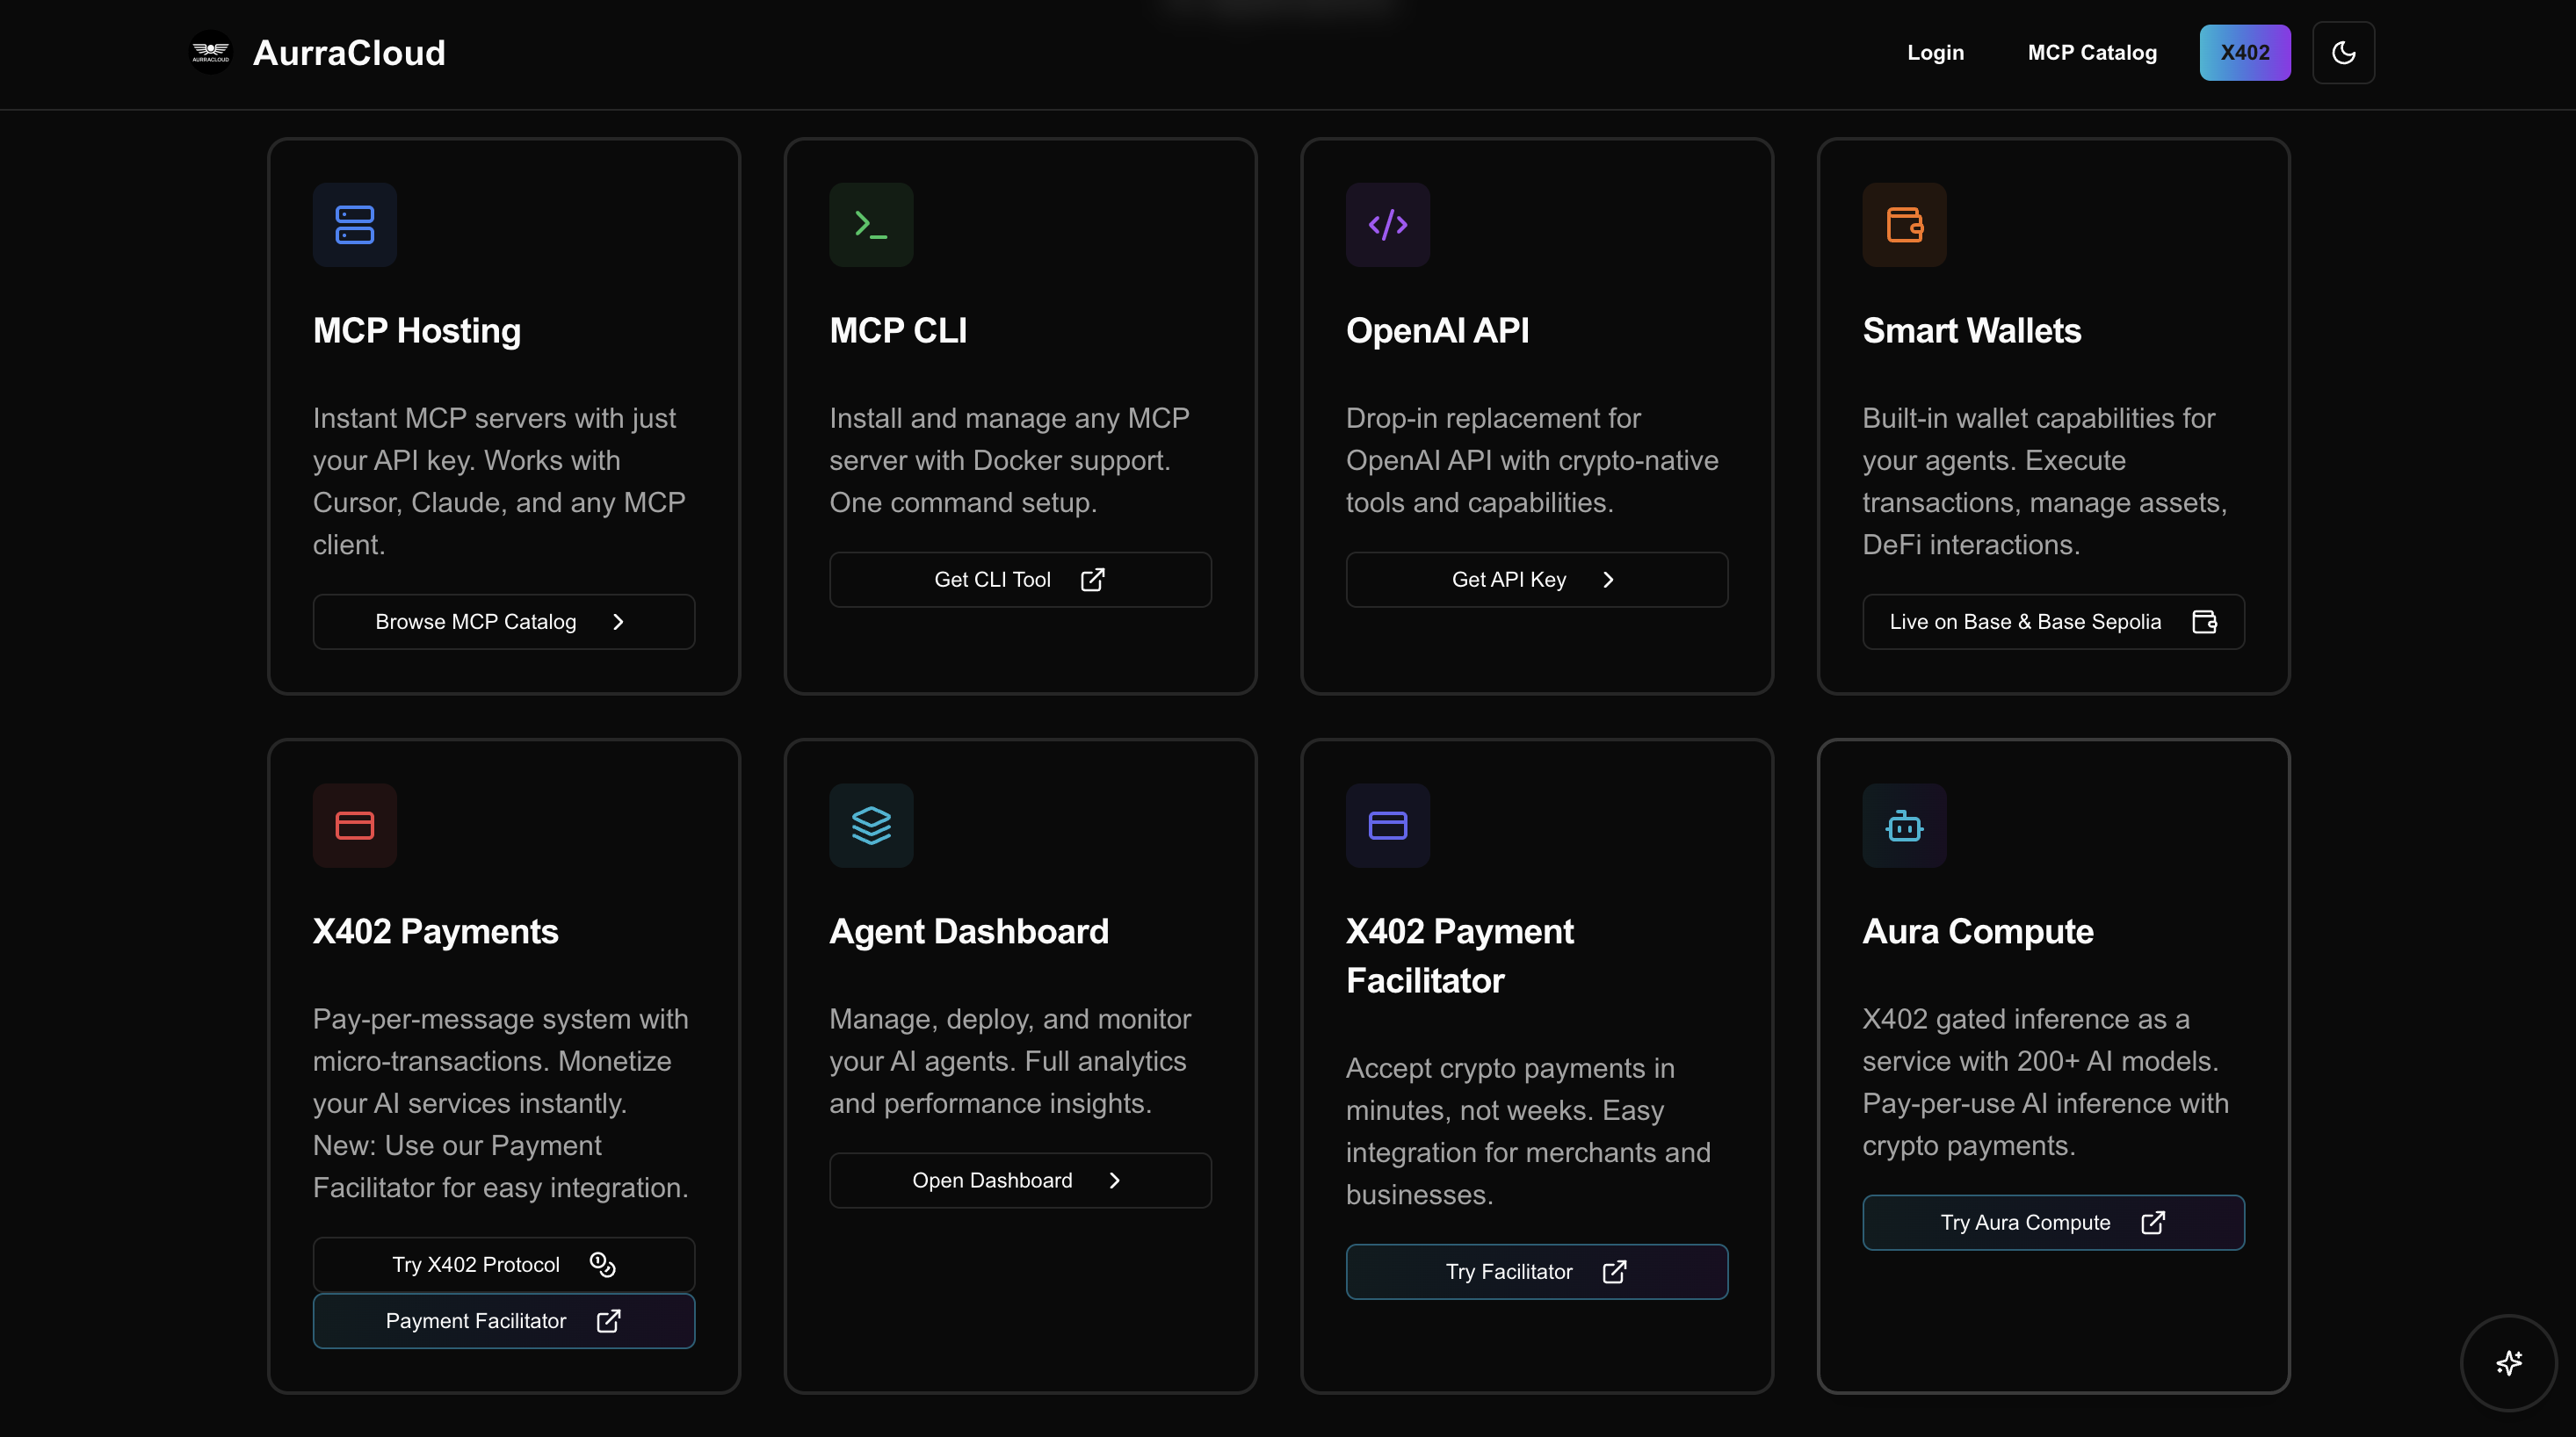 AURRACLOUD
AurraCloud
Login
MCP Catalog
X402
MCP Hosting
Instant MCP servers with just
your API key. Works with
Cursor, Claude, and any MCP
client.
Browse MCP Catalog
MCP CLI
Install and manage any MCP
server with Docker support.
One command setup.
Get CLI Tool
OpenAI API
Drop-in replacement for
OpenAI API with crypto-native
tools and capabilities.
Get API Key
Smart Wallets
Built-in wallet capabilities for
your agents. Execute
transactions, manage assets,
DeFi interactions.
Live on Base & Base Sepolia
X402 Payments
Pay-per-message system with
micro-transactions. Monetize
your AI services instantly.
New: Use our Payment
Facilitator for easy integration.
Try X402 Protocol
Payment Facilitator
Agent Dashboard
Manage, deploy, and monitor
your AI agents. Full analytics
and performance insights.
Open Dashboard
X402 Payment
Facilitator
Accept crypto payments in
minutes, not weeks. Easy
integration for merchants and
businesses.
Try Facilitator
Aura Compute
X402 gated inference as a
service with 200+ AI models.
Pay-per-use AI inference with
crypto payments.
Try Aura Compute